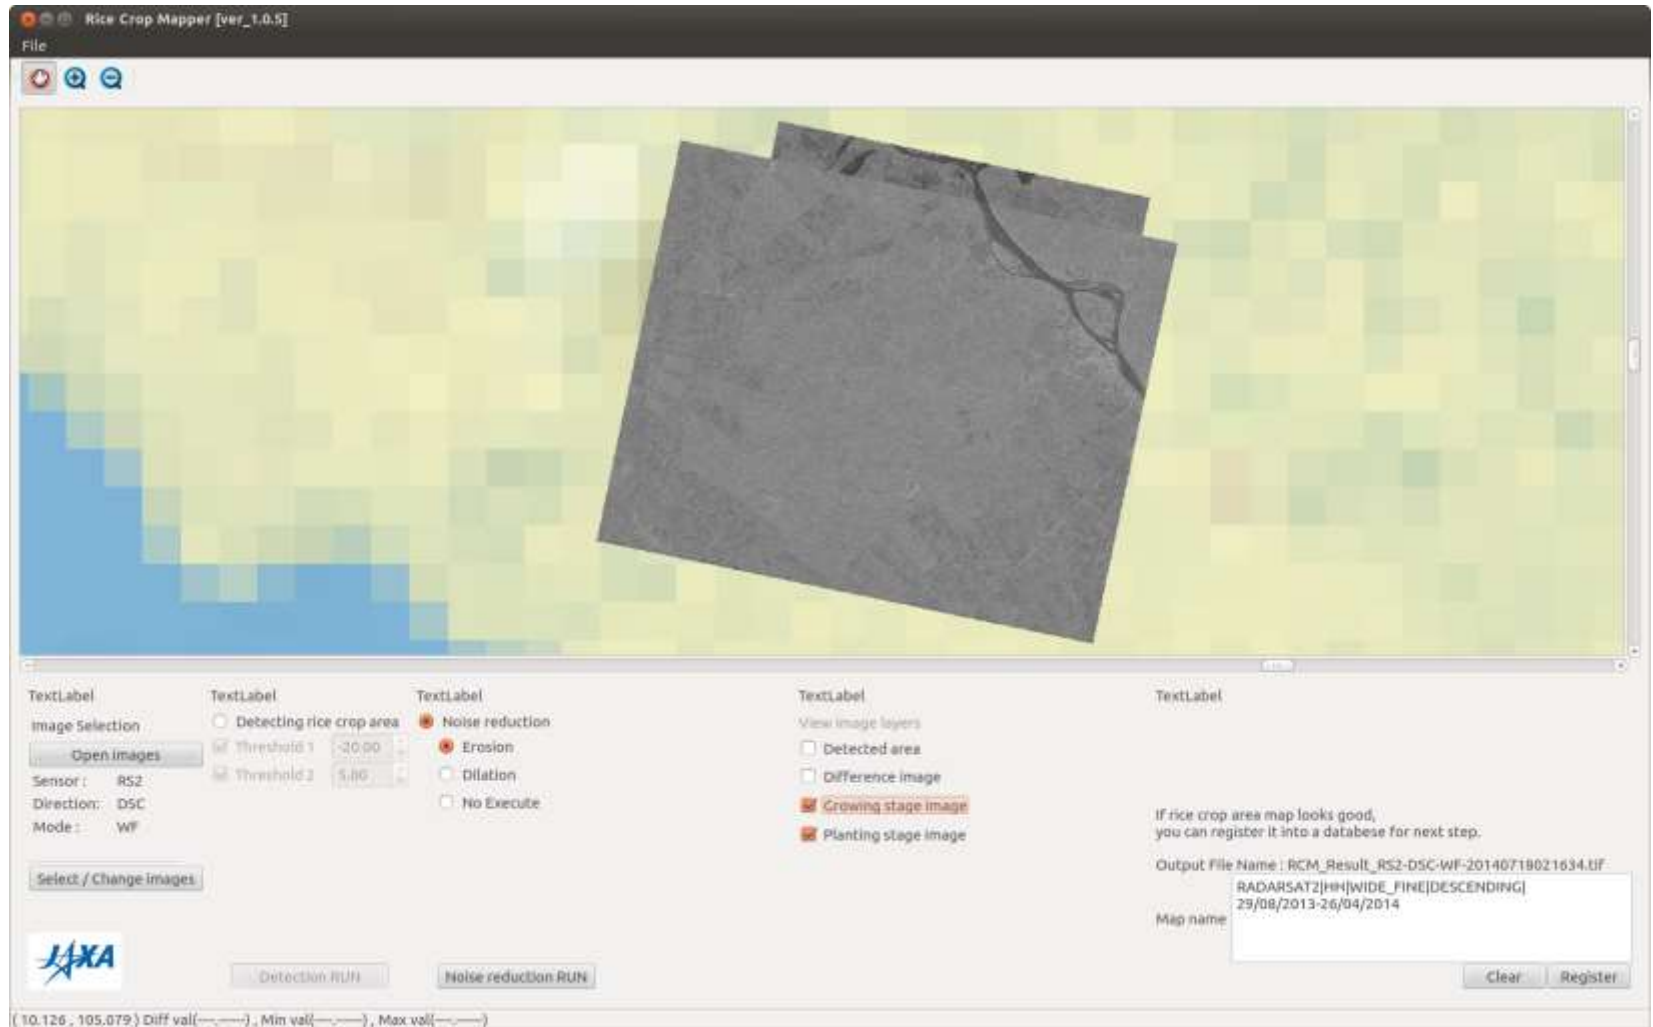 Rice Crop Mapper [ver_1.0.5]
File
TextLabel
Image Selection
Open images
Sensor : RS2
Direction: DSC
Mode : WF
Select / Change images
JAXA
TextLabel
Detecting rice crop area
Threshold 1 -20.00
Threshold 2 5.00
Detection RUN
TextLabel
Noise reduction
Erosion
Dilation
No Execute
Noise reduction RUN
TextLabel
View image layers
Detected area
Difference image
Growing stage image
Planting stage image
TextLabel
If rice crop area map looks good,
you can register it into a databese for next step.
Output File Name : RCM_Result_RS2-DSC-WF-20140718021634.tif
Map name
RADARSAT2|HH|WIDE_FINE|DESCENDING|
29/08/2013-26/04/2014
Clear Register
( 10.126 , 105.079 ) Diff val(---.-----) , Min val(---.-----) , Max val(---.-----)